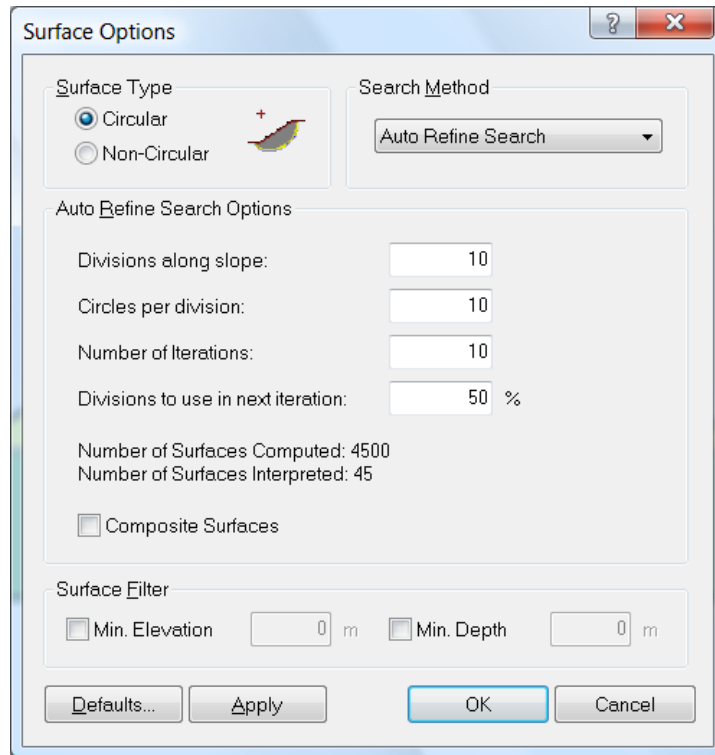 Surface Options
Surface Type
Circular
Non-Circular
Search Method
Auto Refine Search
Auto Refine Search Options
Divisions along slope: 10
Circles per division: 10
Number of Iterations: 10
Divisions to use in next iteration: 50 %
Number of Surfaces Computed: 4500
Number of Surfaces Interpreted: 45
Composite Surfaces
Surface Filter
Min. Elevation 0 m Min. Depth 0 m
Defaults... Apply OK Cancel